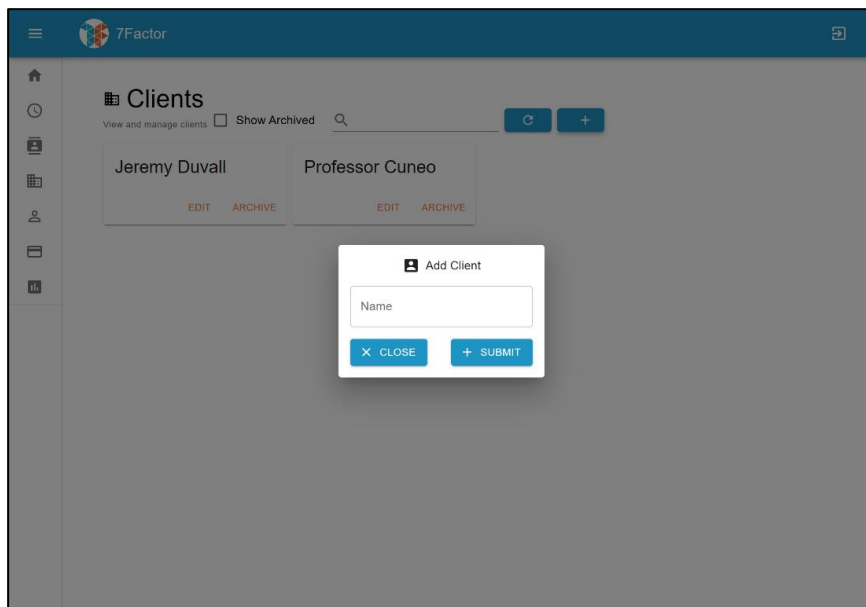 7Factor
Clients
View and manage clients Show Archived
Jeremy Duvall Professor Cuneo
EDIT ARCHIVE EDIT ARCHIVE
Add Client
Name
CLOSE SUBMIT